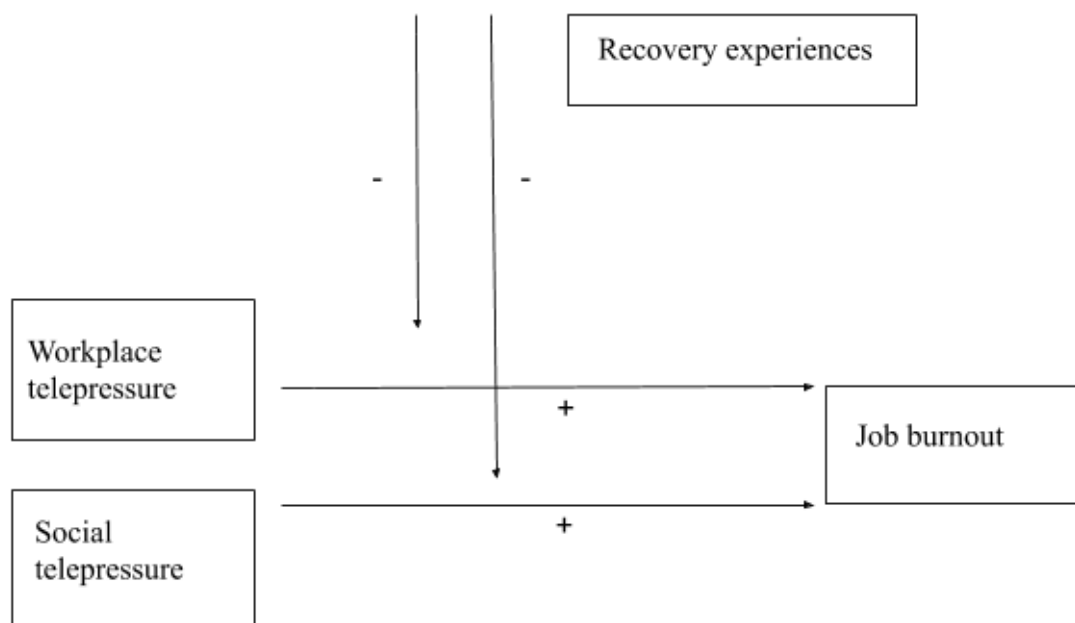 Recovery experiences
-
-
Workplace
telepressure
+
Job burnout
Social
telepressure
+